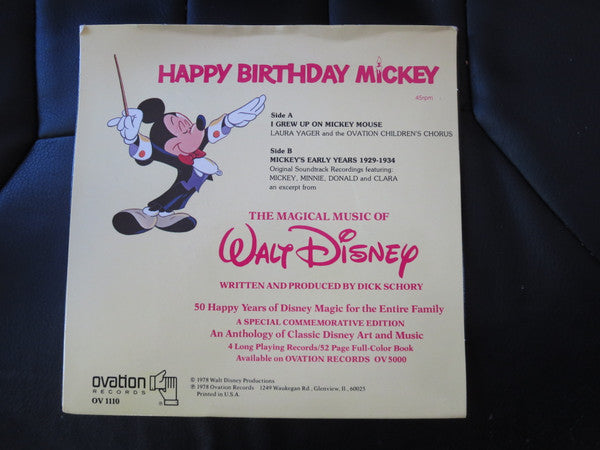 HAPPY BIRTHDAY MICKEY
45rpm
Side A
I GREW UP ON MICKEY MOUSE
LAURA YAGER and the OVATION CHILDREN'S CHORUS
Side B
MICKEY'S EARLY YEARS 1929-1934
Original Soundtrack Recordings featuring:
MICKEY, MINNIE, DONALD and CLARA
an excerpt from
THE MAGICAL MUSIC OF
WALT DISNEY
WRITTEN AND PRODUCED BY DICK SCHORY
50 Happy Years of Disney Magic for the Entire Family
A SPECIAL COMMEMORATIVE EDITION
An Anthology of Classic Disney Art and Music
4 Long Playing Records/52 Page Full-Color Book
Available on OVATION RECORDS OV 5000
ovation
RECORDS
OV 1110
© 1978 Walt Disney Productions
℗ 1978 Ovation Records 1249 Waukegan Rd., Glenview, Il. 60025
Printed in U.S.A.